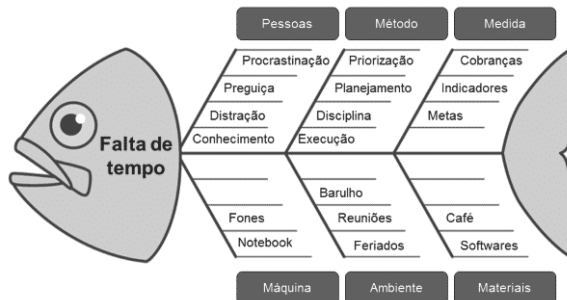 Pessoas
Método
Medida
Procrastinação
Priorização
Cobranças
Preguiça
Planejamento
Indicadores
Distração
Disciplina
Metas
Conhecimento
Execução
Falta de
tempo
Barulho
Fones
Reuniões
Café
Notebook
Feriados
Softwares
Máquina
Ambiente
Materiais